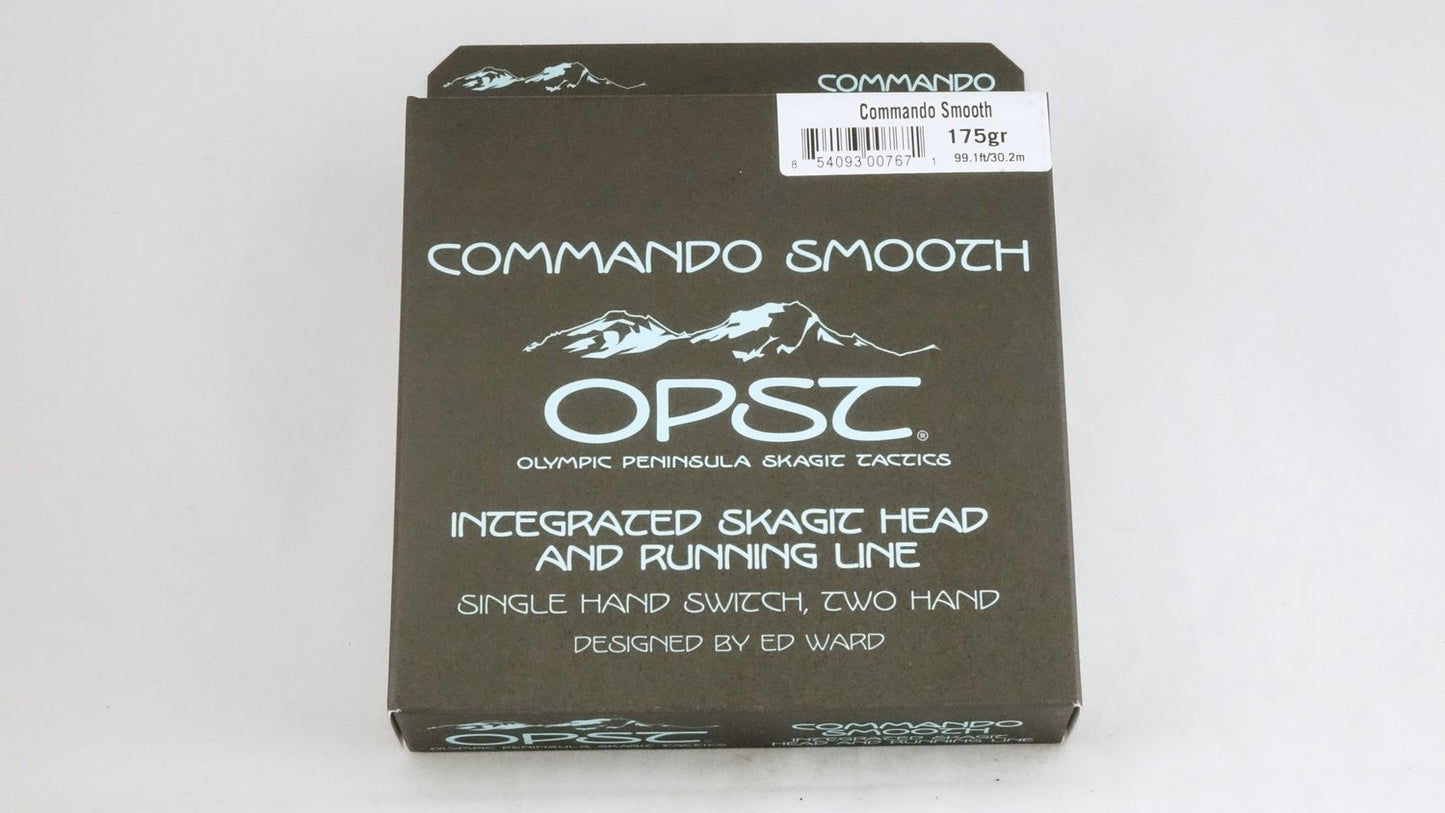 COMMANDO
Commando Smooth
175gr
8 54093 00767 1
99.1ft/30.2m
COMMANDO SMOOTH
OPST®
OLYMPIC PENINSULA SKAGIT TACTICS
INTEGRATED SKAGIT HEAD
AND RUNNING LINE
SINGLE HAND SWITCH, TWO HAND
DESIGNED BY ED WARD
OPST
OLYMPIC PENINSULA SKAGIT TACTICS
COMMANDO
SMOOTH
INTEGRATED SKAGIT
HEAD AND RUNNING LINE